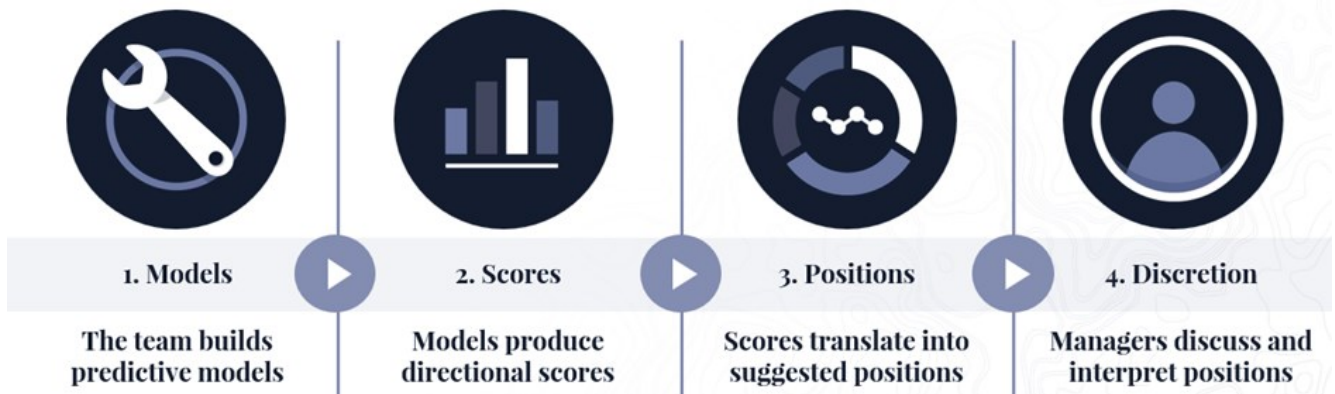 1. Models
The team builds
predictive models
2. Scores
Models produce
directional scores
3. Positions
Scores translate into
suggested positions
4. Discretion
Managers discuss and
interpret positions